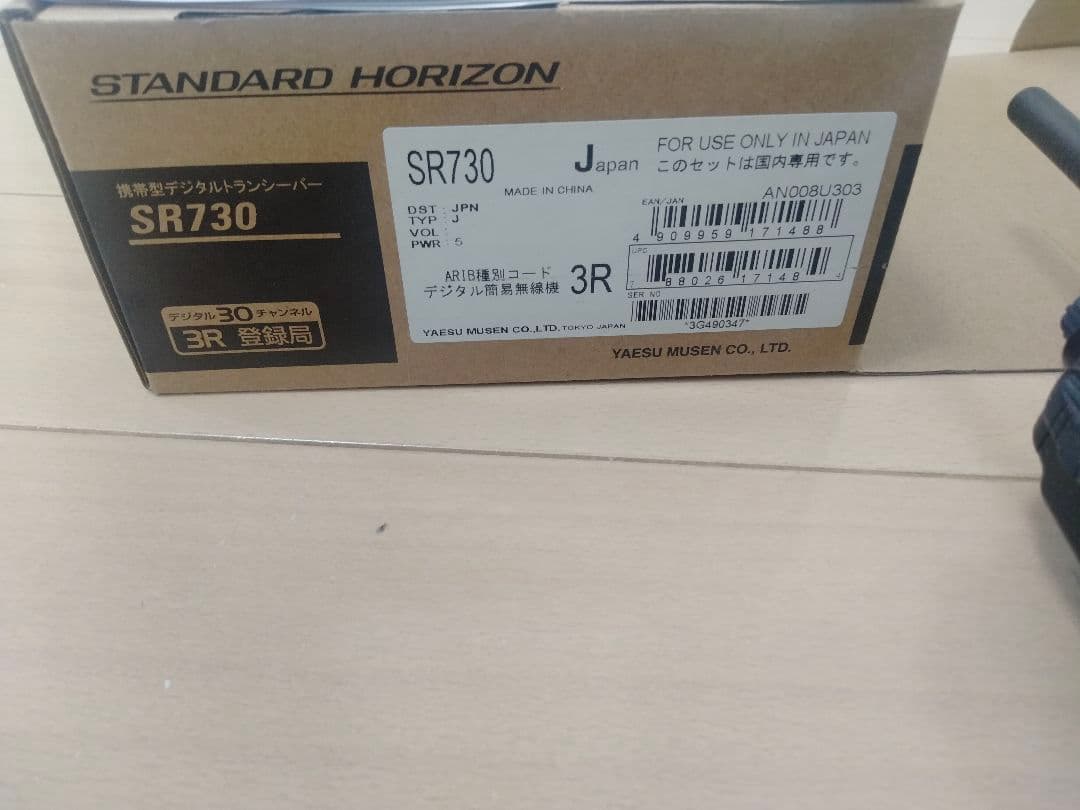 STANDARD HORIZON
携帯型デジタルトランシーバー
SR730
デジタル30チャンネル
3R 登録局
SR730
Japan
FOR USE ONLY IN JAPAN
このセットは国内専用です。
MADE IN CHINA
AN008U303
DST : JPN
TYP : J
VOL :
PWR : 5
EAN/JAN
4 909959 171488
UPC
7 88026 17148 4
ARIB種別コード
デジタル簡易無線機 3R
SER. NO
*3G490347*
YAESU MUSEN CO.,LTD. TOKYO JAPAN
YAESU MUSEN CO., LTD.